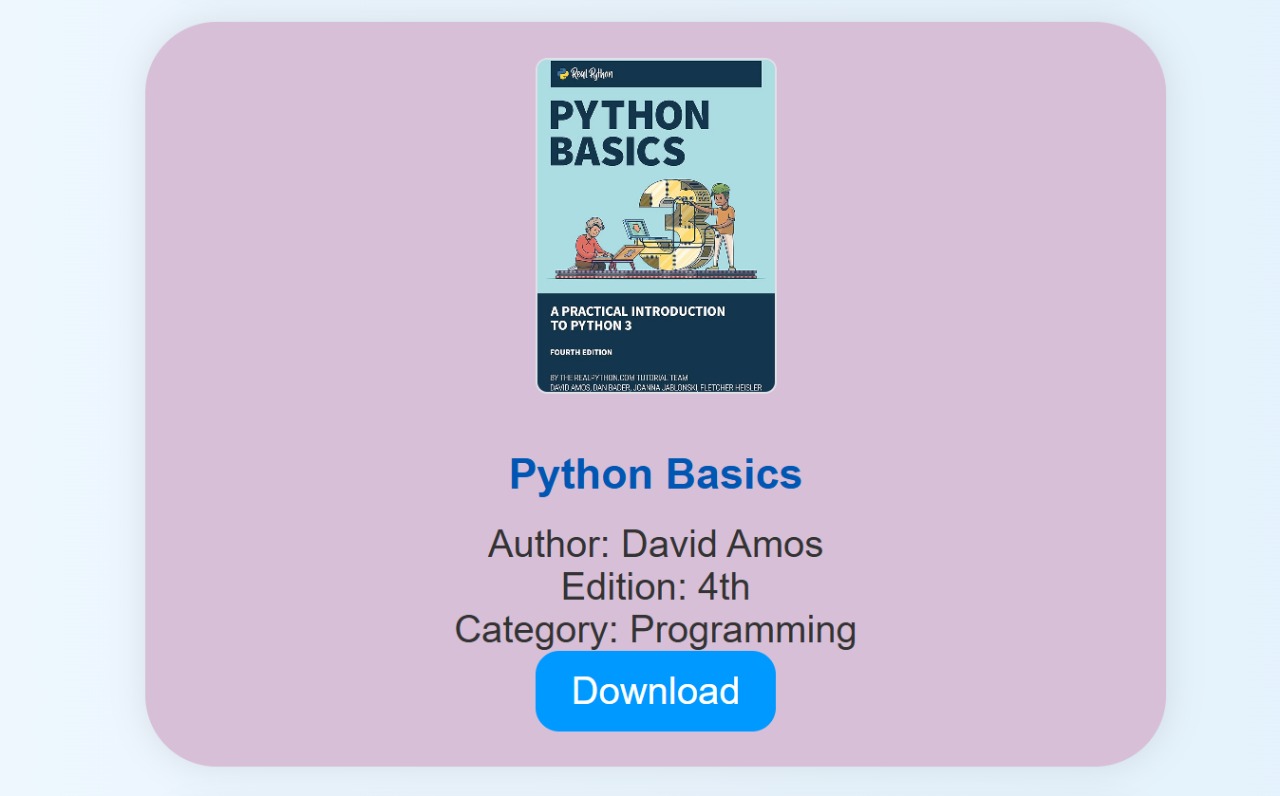 Real Python
PYTHON
BASICS
A PRACTICAL INTRODUCTION
TO PYTHON 3
FOURTH EDITION
BY THE REALPYTHON.COM TUTORIAL TEAM
DAVID AMOS, DAN BADER, JOANNA JABLONSKI, FLETCHER HEISLER
Python Basics
Author: David Amos
Edition: 4th
Category: Programming
Download